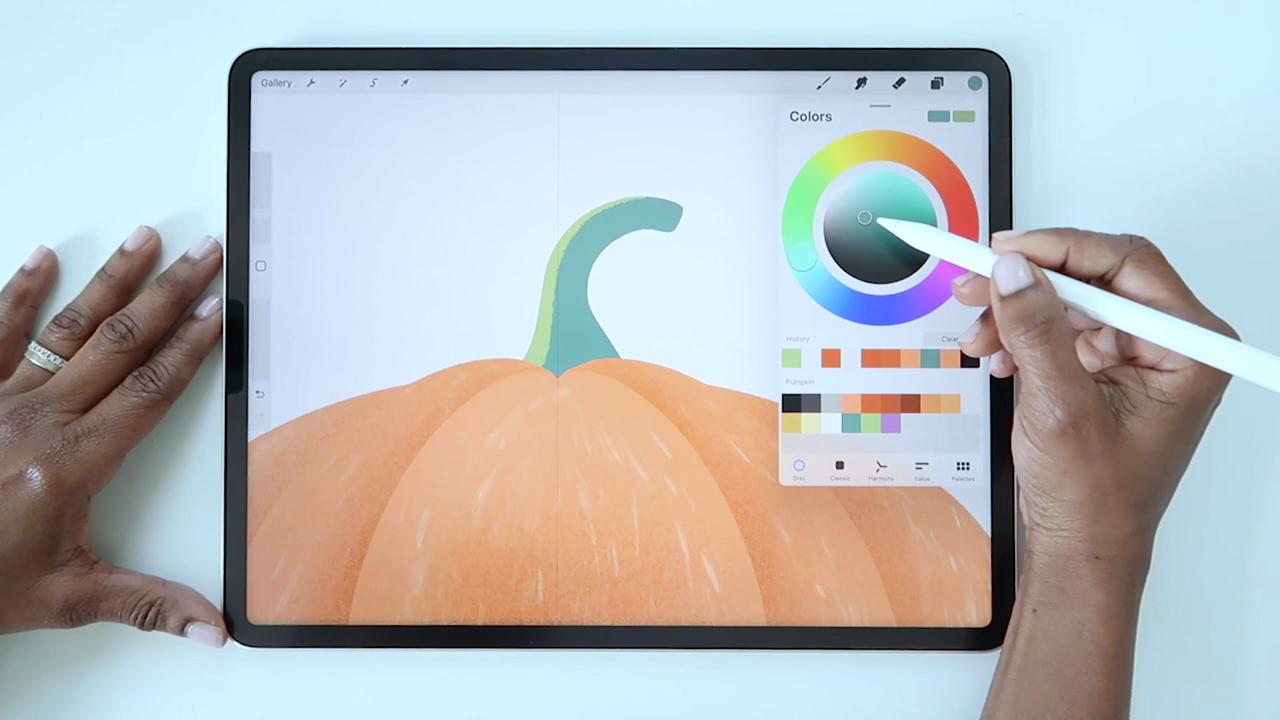 Gallery
Colors
History
Clear
Pumpkin
Disc
Classic
Harmony
Value
Palettes